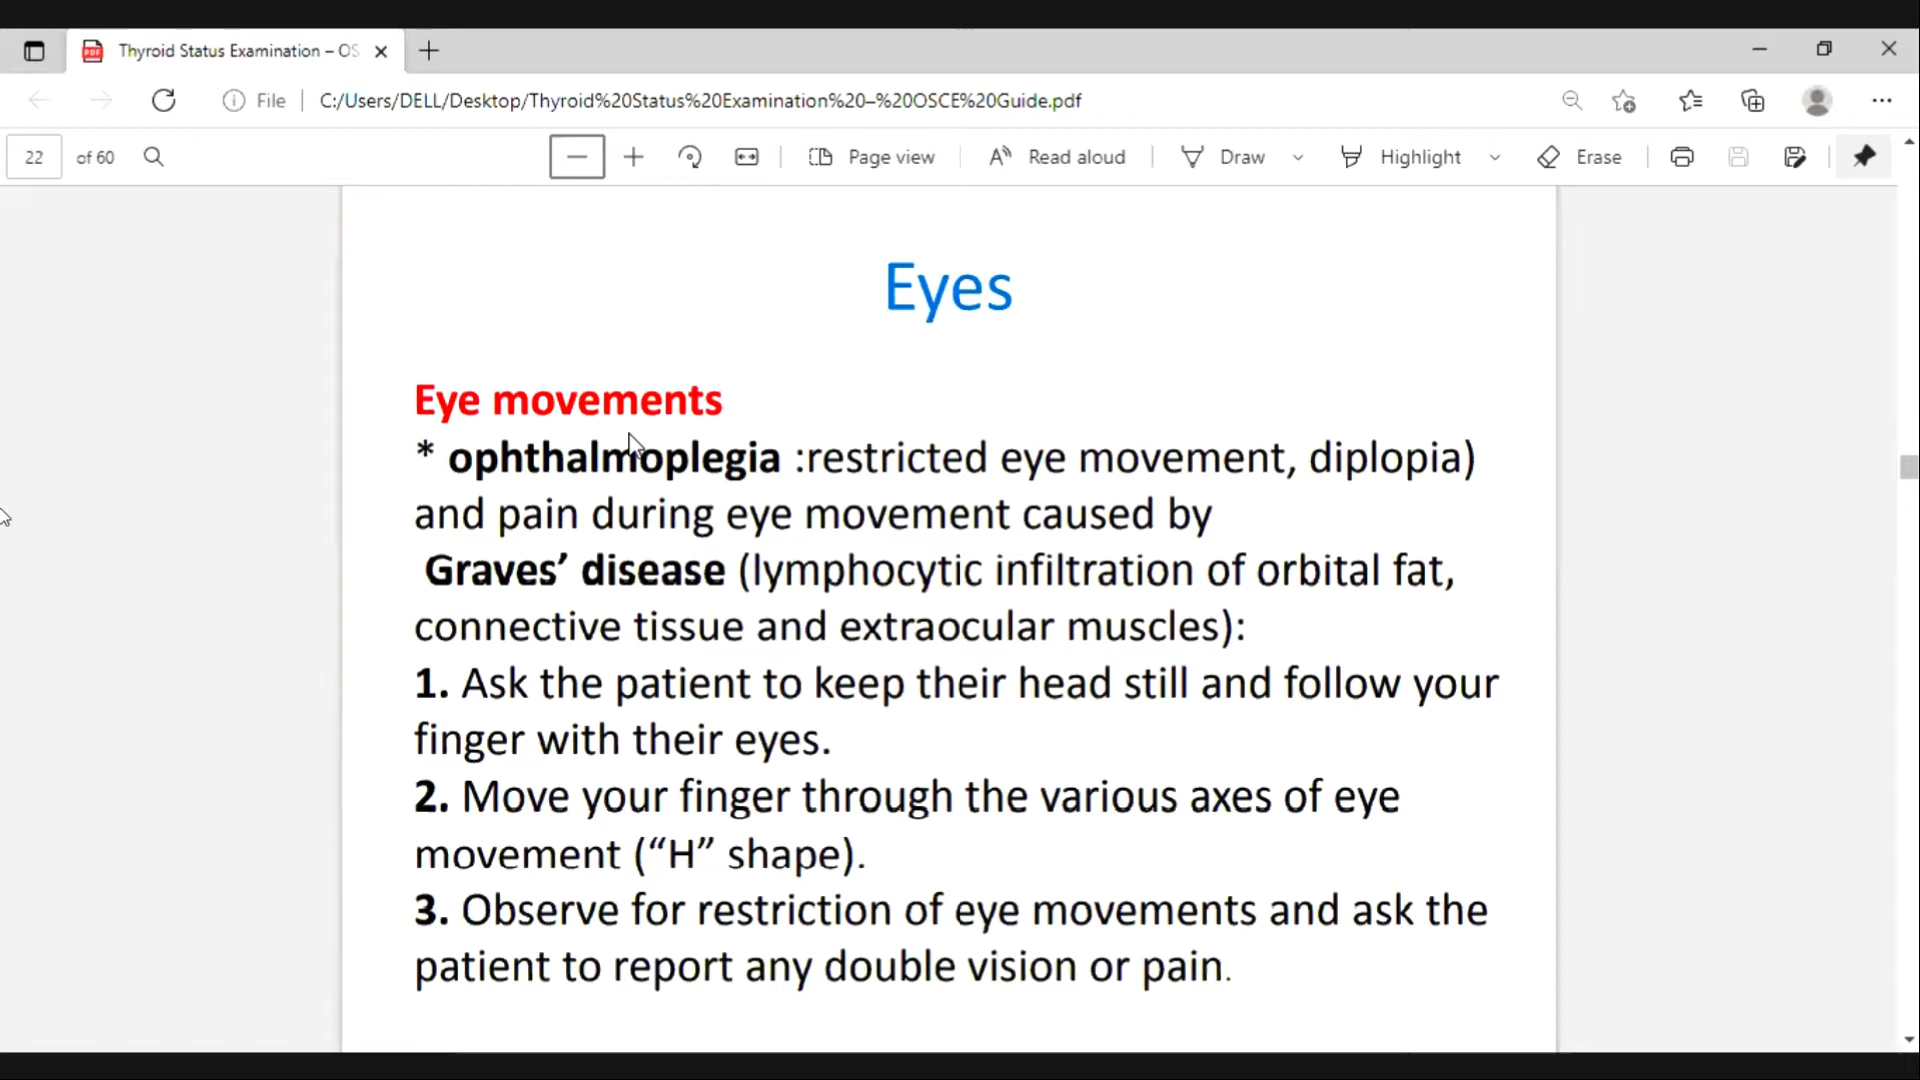 Thyroid Status Examination – OS
File
C:/Users/DELL/Desktop/Thyroid%20Status%20Examination%20–%20OSCE%20Guide.pdf
22 of 60
Page view
Read aloud
Draw
Highlight
Erase
Eyes
Eye movements
* ophthalmoplegia :restricted eye movement, diplopia)
and pain during eye movement caused by
Graves’ disease (lymphocytic infiltration of orbital fat,
connective tissue and extraocular muscles):
1. Ask the patient to keep their head still and follow your
finger with their eyes.
2. Move your finger through the various axes of eye
movement (“H” shape).
3. Observe for restriction of eye movements and ask the
patient to report any double vision or pain.